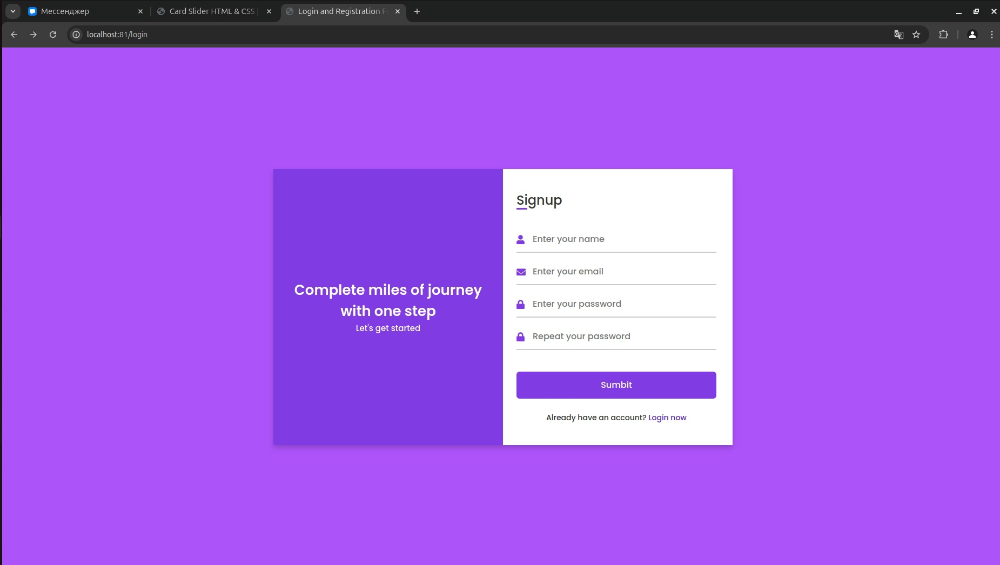 Мессенджер
Card Slider HTML & CSS
Login and Registration F
localhost:81/login
Complete miles of journey
with one step
Let's get started
Signup
Enter your name
Enter your email
Enter your password
Repeat your password
Sumbit
Already have an account? Login now